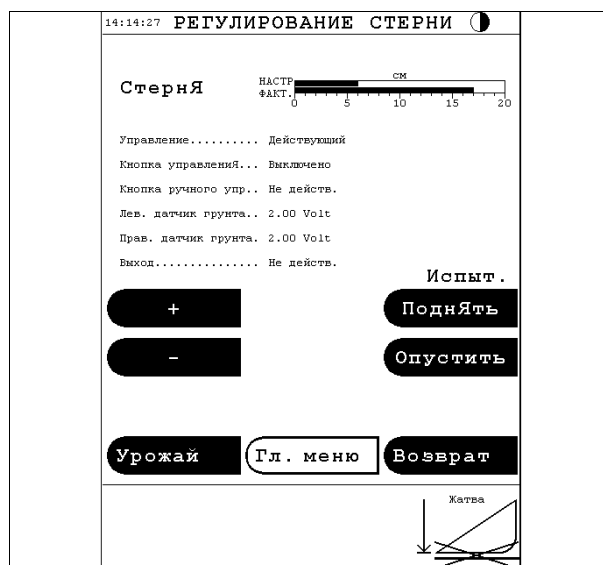 14:14:27 РЕГУЛИРОВАНИЕ СТЕРНИ
СтернЯ
НАСТР
ФАКТ.
см
0 5 10 15 20
Управление.......... Действующий
Кнопка управлениЯ... Выключено
Кнопка ручного упр.. Не действ.
Лев. датчик грунта.. 2.00 Volt
Прав. датчик грунта. 2.00 Volt
Выход............... Не действ.
Испыт.
+ ПоднЯть
- Опустить
Урожай Гл. меню Возврат
Жатва